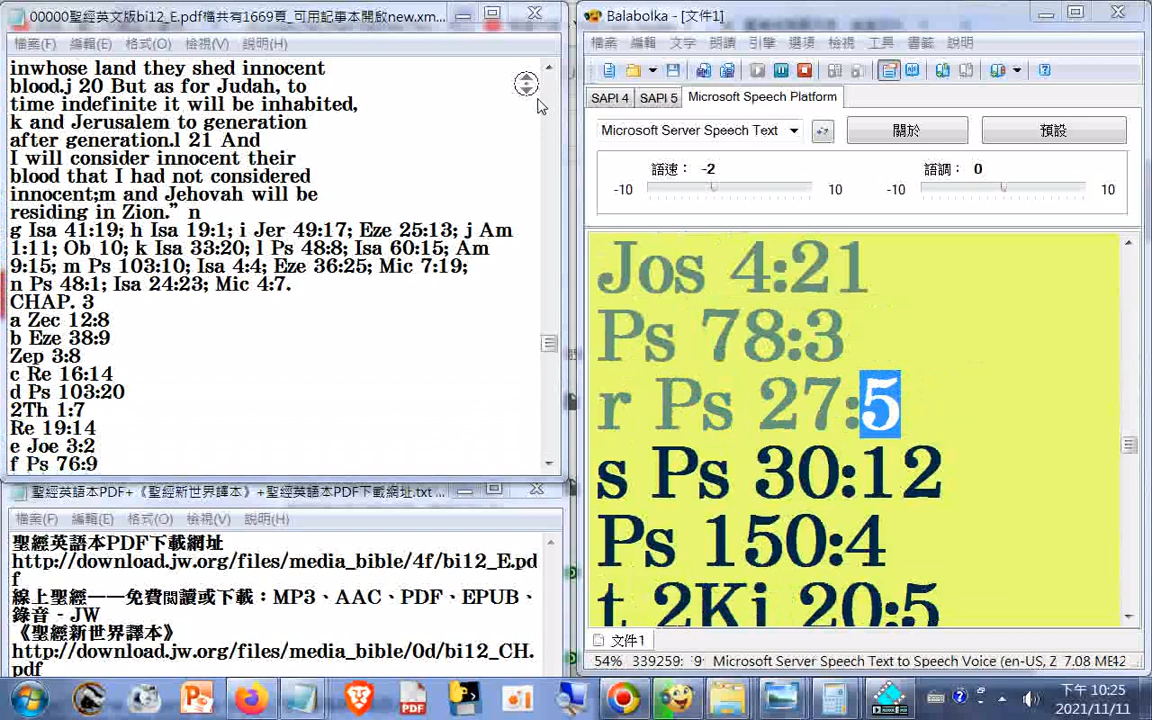 00000聖經英文版bi12_E.pdf檔共有1669頁_可用記事本開啟new.xm...
檔案(F) 編輯(E) 格式(O) 檢視(V) 說明(H)
inwhose land they shed innocent
blood.j 20 But as for Judah, to
time indefinite it will be inhabited,
k and Jerusalem to generation
after generation.l 21 And
I will consider innocent their
blood that I had not considered
innocent;m and Jehovah will be
residing in Zion.” n
g Isa 41:19; h Isa 19:1; i Jer 49:17; Eze 25:13; j Am
1:11; Ob 10; k Isa 33:20; l Ps 48:8; Isa 60:15; Am
9:15; m Ps 103:10; Isa 4:4; Eze 36:25; Mic 7:19;
n Ps 48:1; Isa 24:23; Mic 4:7.
CHAP. 3
a Zec 12:8
b Eze 38:9
Zep 3:8
c Re 16:14
d Ps 103:20
2Th 1:7
Re 19:14
e Joe 3:2
f Ps 76:9
聖經英語本PDF+《聖經新世界譯本》+聖經英語本PDF下載網址.txt ...
檔案(F) 編輯(E) 格式(O) 檢視(V) 說明(H)
聖經英語本PDF下載網址
http://download.jw.org/files/media_bible/4f/bi12_E.pd
f
線上聖經——免費閱讀或下載：MP3、AAC、PDF、EPUB、
錄音 - JW
《聖經新世界譯本》
http://download.jw.org/files/media_bible/0d/bi12_CH.
pdf
Balabolka - [文件1]
檔案 編輯 文字 朗讀 引擎 選項 檢視 工具 書籤 說明
SAPI 4 SAPI 5 Microsoft Speech Platform
Microsoft Server Speech Text 關於 預設
語速： -2 語調： 0
-10 10 -10 10
Jos 4:21
Ps 78:3
r Ps 27:5
s Ps 30:12
Ps 150:4
t 2Ki 20:5
文件1
54% 339259: 9 Microsoft Server Speech Text to Speech Voice (en-US, Z 7.08 ME42
PDF
下午 10:25
2021/11/11